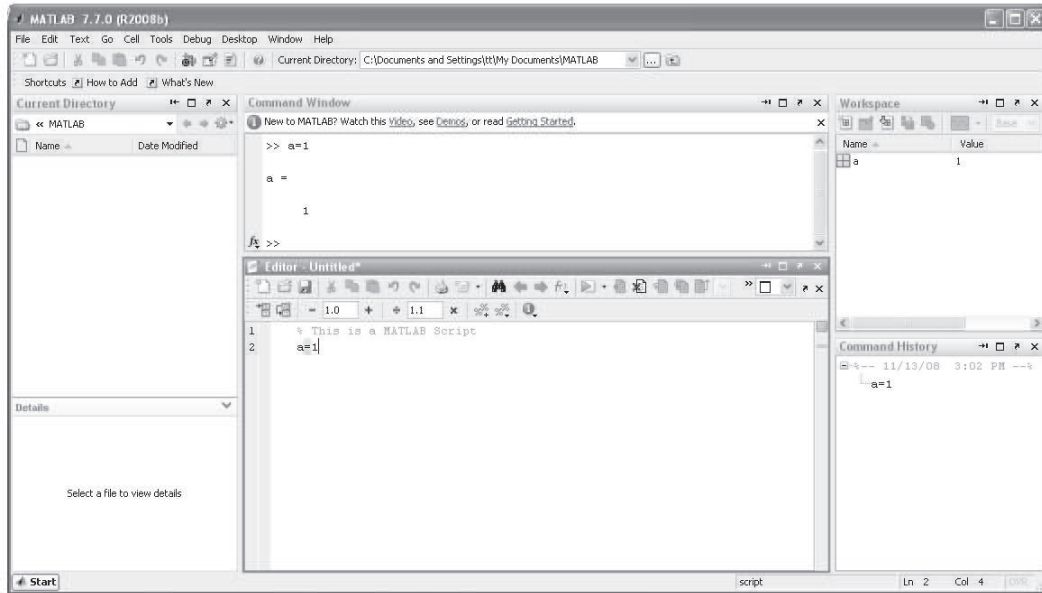 MATLAB 7.7.0 (R2008b)
File Edit Text Go Cell Tools Debug Desktop Window Help
Current Directory: C:\Documents and Settings\tt\My Documents\MATLAB
Shortcuts How to Add What's New
Current Directory
« MATLAB
Name Date Modified
Details
Select a file to view details
Command Window
New to MATLAB? Watch this Video, see Demos, or read Getting Started.
>> a=1
a =
1
fx >>
Editor - Untitled*
- 1.0 + ÷ 1.1 ×
1 % This is a MATLAB Script
2 a=1
Workspace
Base
Name Value
a 1
Command History
%-- 11/13/08 3:02 PM --%
a=1
Start
script Ln 2 Col 4 OVR